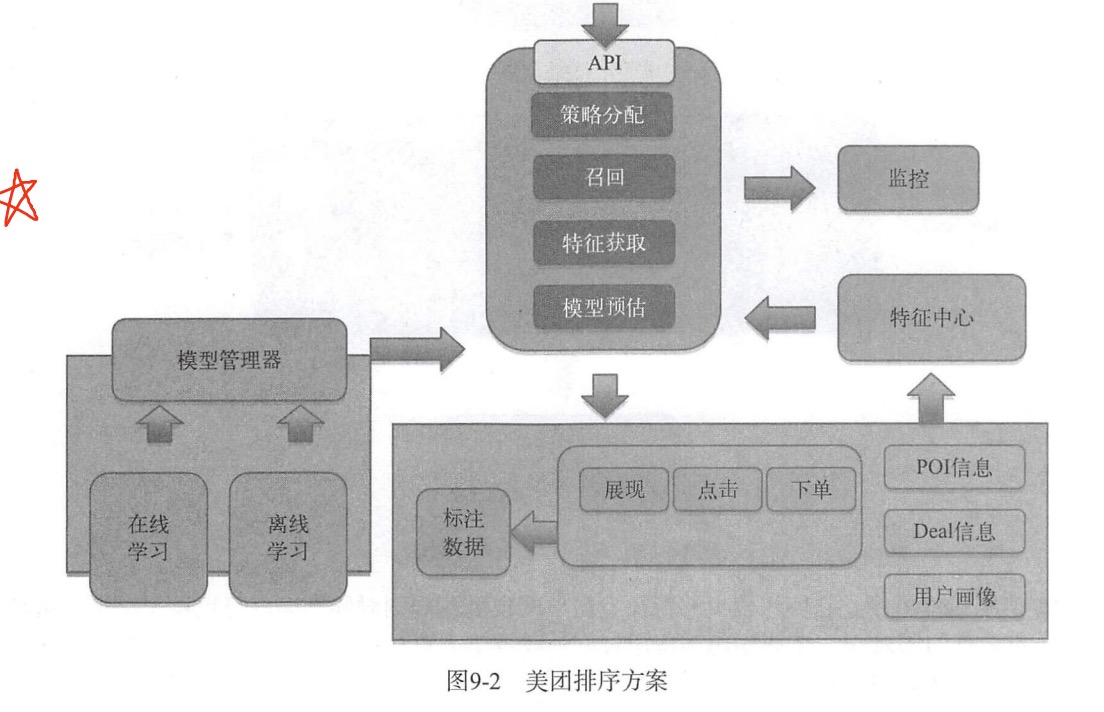 API
策略分配
召回
特征获取
模型预估
监控
特征中心
模型管理器
在线
学习
离线
学习
标注
数据
展现
点击
下单
POI信息
Deal信息
用户画像
图9-2 美团排序方案